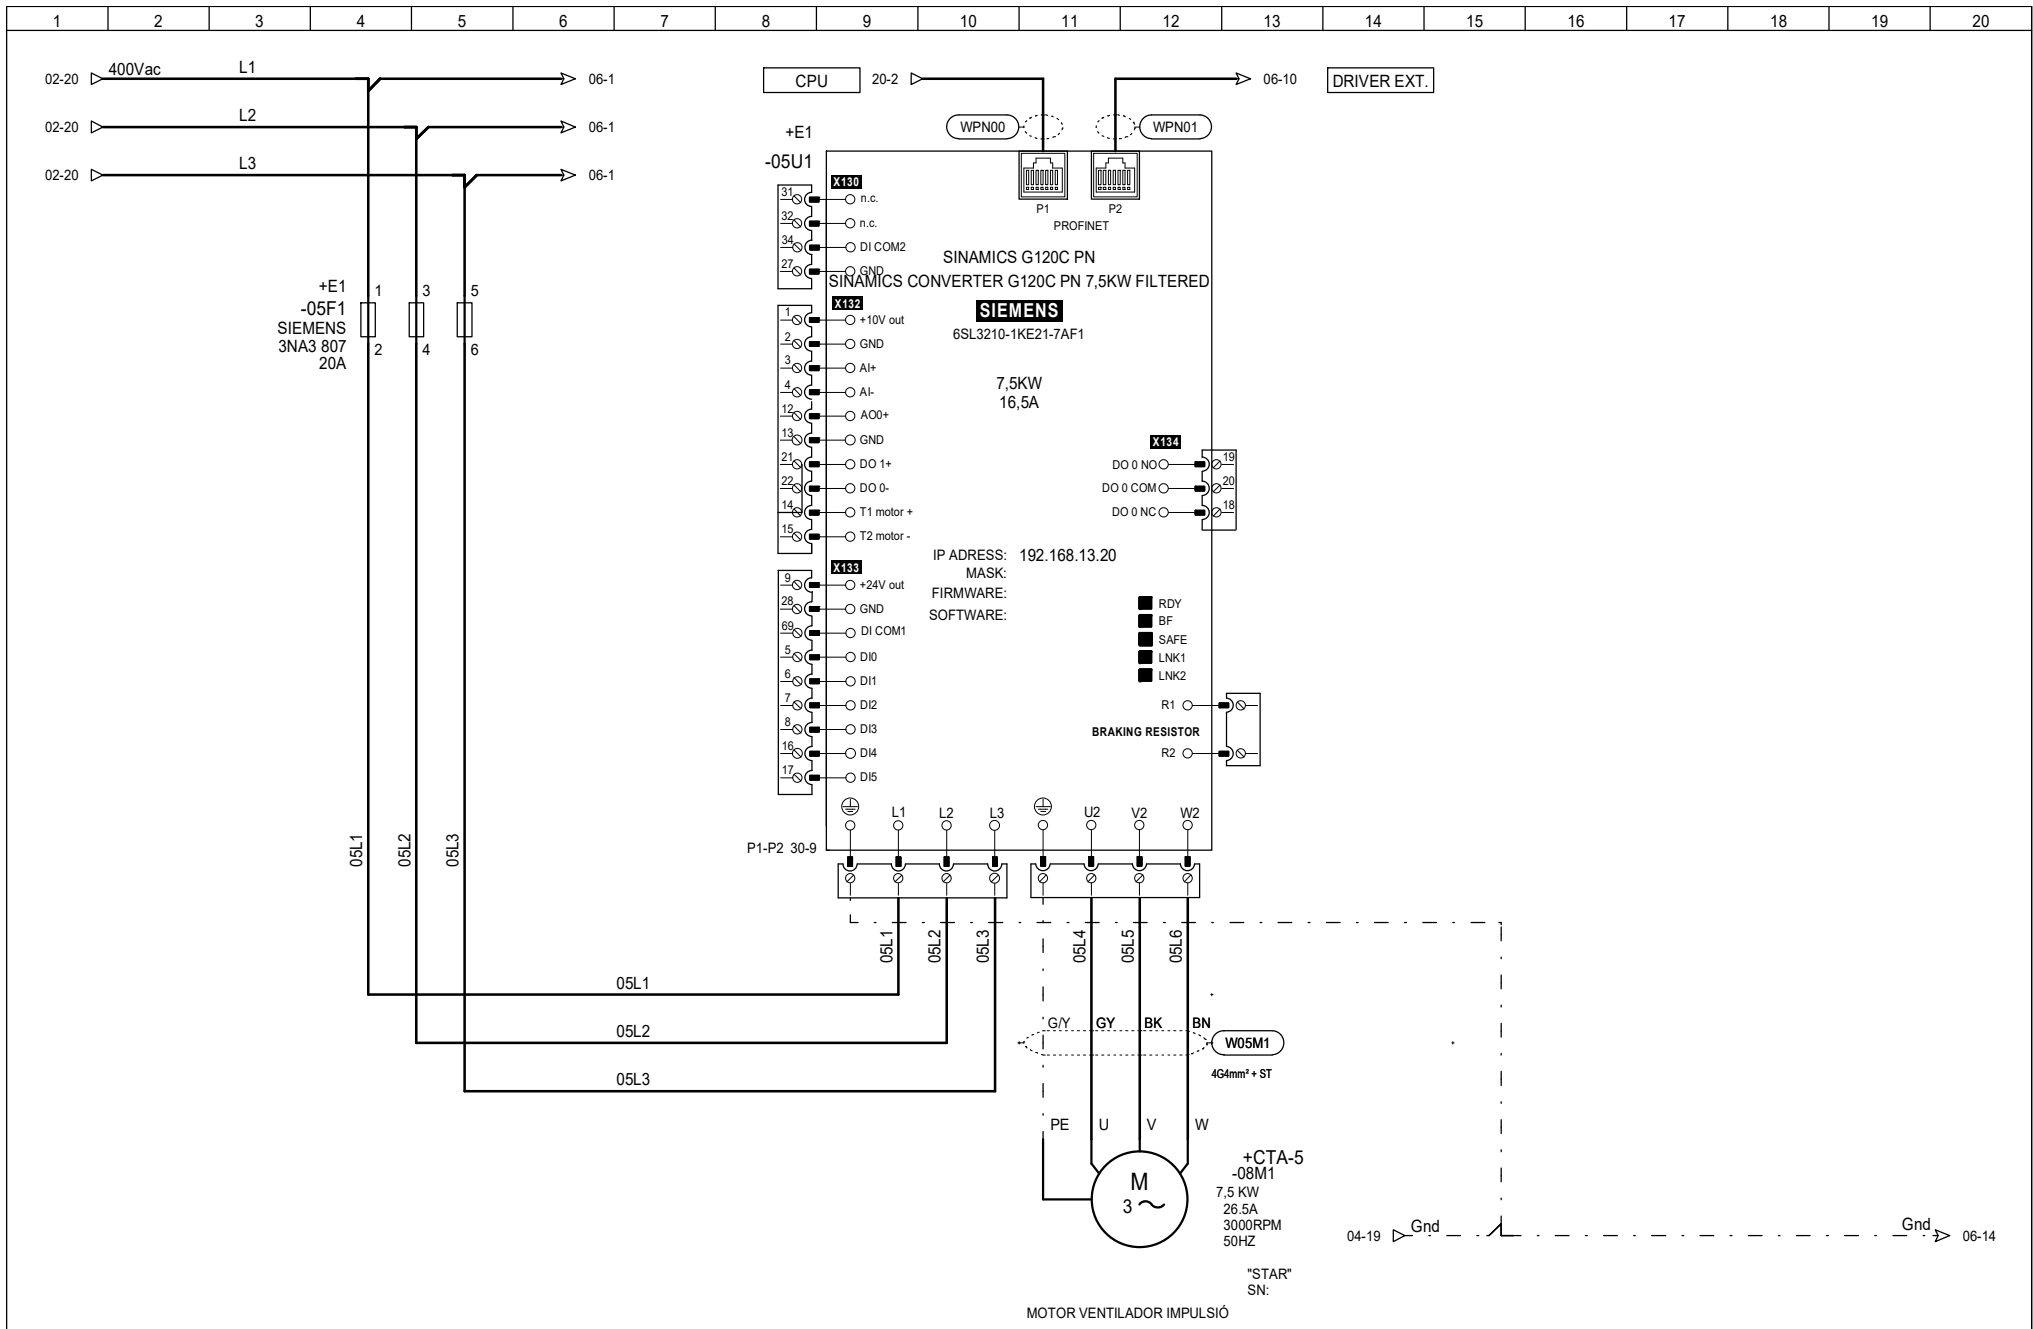 1 2 3 4 5 6 7 8 9 10 11 12 13 14 15 16 17 18 19 20
02-20 400Vac L1 06-1
02-20 L2 06-1
02-20 L3 06-1
CPU 20-2
06-10 DRIVER EXT.
WPN00 WPN01
+E1
-05U1
P1 P2
PROFINET
X130
31 n.c.
32 n.c.
34 DI COM2
27 GND
SINAMICS G120C PN
SINAMICS CONVERTER G120C PN 7,5KW FILTERED
SIEMENS
6SL3210-1KE21-7AF1
7,5KW
16,5A
+E1
-05F1
SIEMENS
3NA3 807
20A
1 3 5
2 4 6
X132
1 +10V out
2 GND
3 AI+
4 AI-
12 AO0+
13 GND
21 DO 1+
22 DO 0-
14 T1 motor +
15 T2 motor -
X134
DO 0 NO 19
DO 0 COM 20
DO 0 NC 18
IP ADRESS: 192.168.13.20
MASK:
FIRMWARE:
SOFTWARE:
X133
9 +24V out
28 GND
69 DI COM1
5 DI0
6 DI1
7 DI2
8 DI3
16 DI4
17 DI5
RDY
BF
SAFE
LNK1
LNK2
R1
BRAKING RESISTOR
R2
L1 L2 L3 U2 V2 W2
P1-P2 30-9
05L1 05L2 05L3
05L1 05L2 05L3 05L4 05L5 05L6
05L1
05L2
05L3
G/Y GY BK BN
W05M1
4G4mm² + ST
PE U V W
M
3
+CTA-5
-08M1
7,5 KW
26.5A
3000RPM
50HZ
"STAR"
SN:
04-19 Gnd Gnd 06-14
MOTOR VENTILADOR IMPULSIÓ